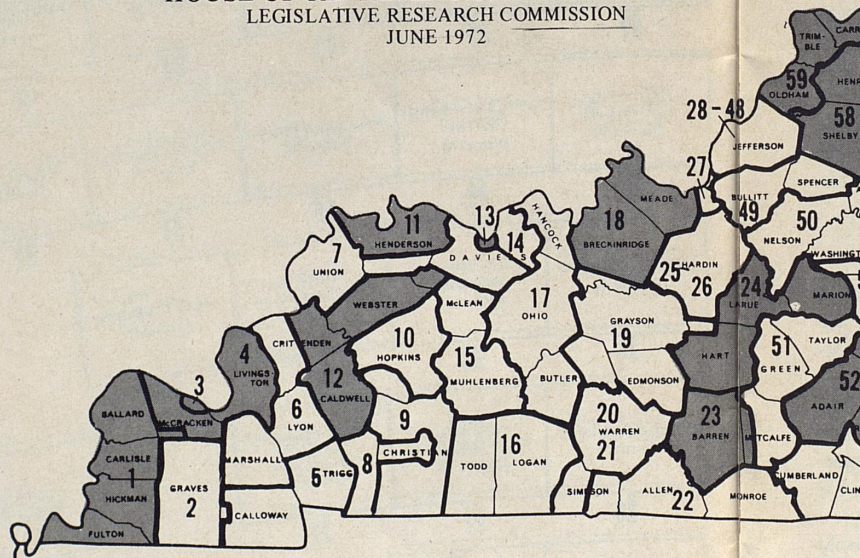 LEGISLATIVE RESEARCH COMMISSION
JUNE 1972
TRIM-
BLE
59
OLDHAM
58
SHELBY
28-48
JEFFERSON
27
BULLITT
49
SPENCER
50
NELSON
MEADE
18
BRECKINRIDGE
HANCOCK
13
14
DAVIESS
11
HENDERSON
7
UNION
25
HARDIN
26
24
LARUE
MARION
WEBSTER
McLEAN
17
OHIO
GRAYSON
19
4
LIVINGS-
TON
CRITTENDEN
10
HOPKINS
15
MUHLENBERG
BUTLER
EDMONSON
HART
51
GREEN
TAYLOR
52
ADAIR
3
BALLARD
McCRACKEN
12
CALDWELL
6
LYON
9
CHRISTIAN
20
WARREN
21
23
BARREN
METCALFE
CARLISLE
1
HICKMAN
FULTON
GRAVES
2
MARSHALL
CALLOWAY
5
TRIGG
8
TODD
16
LOGAN
SIMPSON
ALLEN
22
MONROE
CUMBERLAND